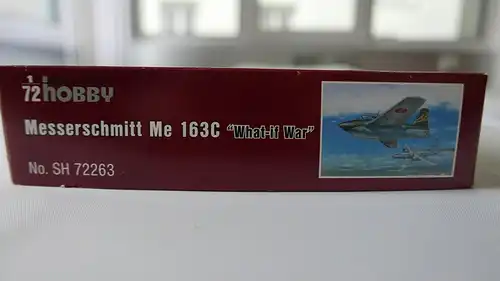 1/72 hobby
Messerschmitt Me 163C "What-if War"
No. SH 72263